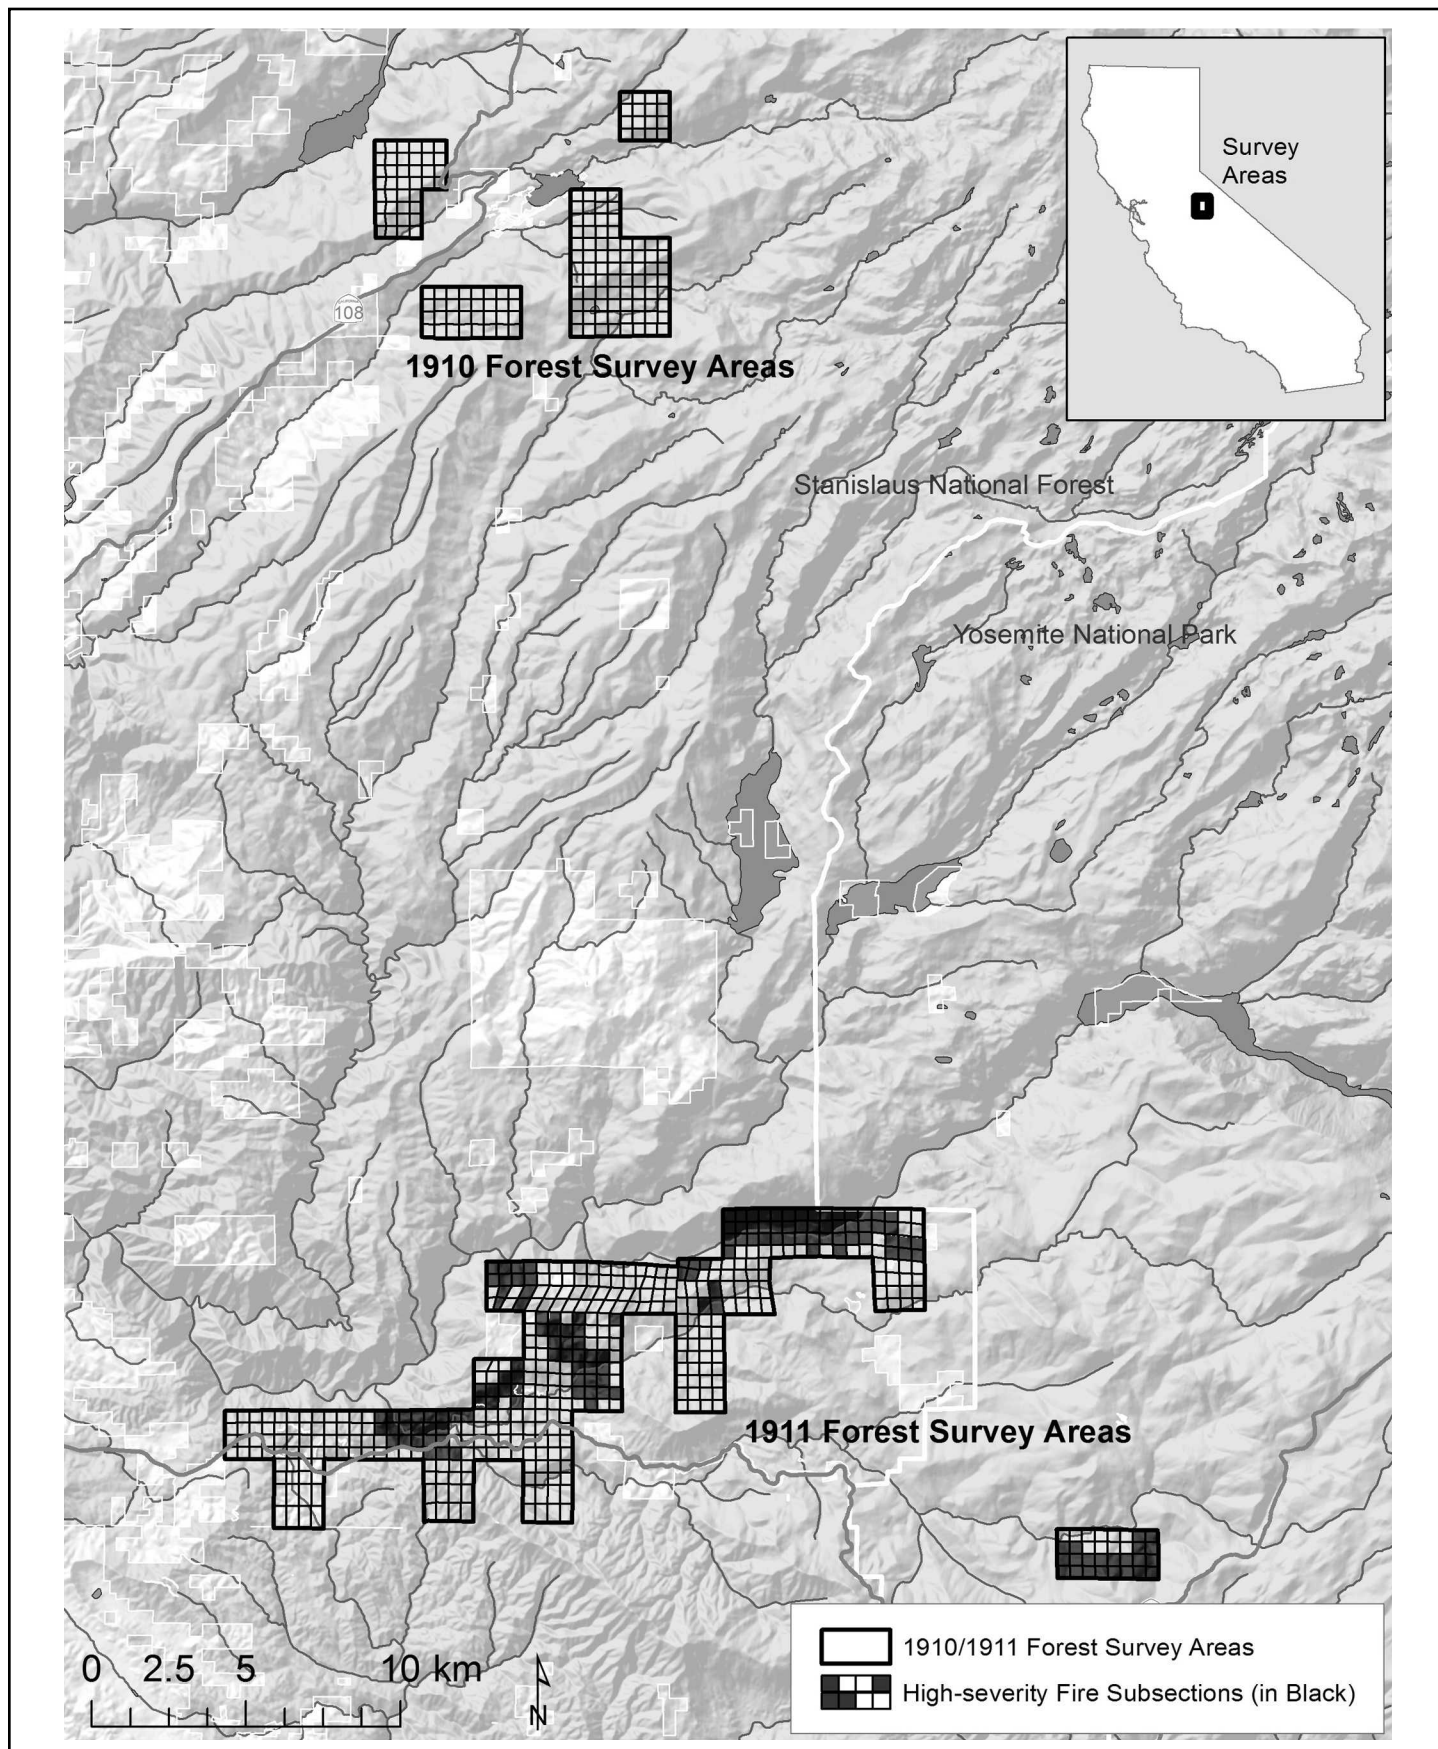 Survey
Areas
108
1910 Forest Survey Areas
Stanislaus National Forest
Yosemite National Park
1911 Forest Survey Areas
1910/1911 Forest Survey Areas
High-severity Fire Subsections (in Black)
0 2.5 5 10 km
N